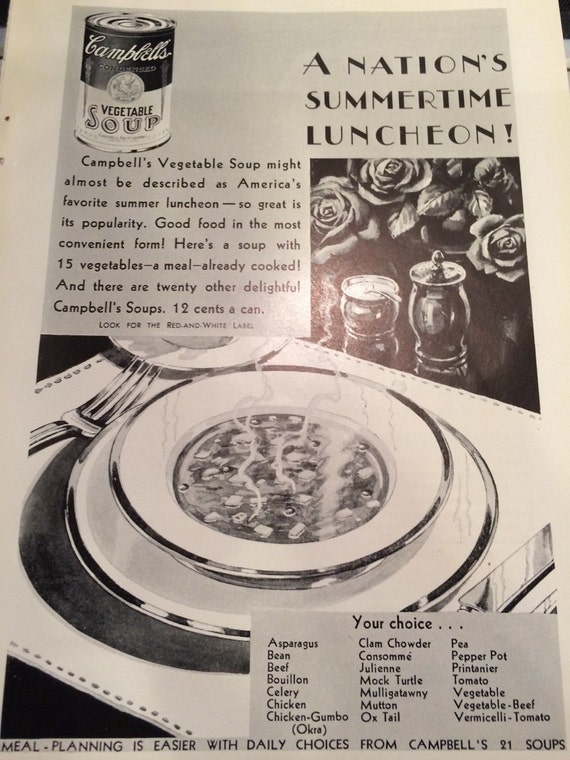 Campbell's
CONDENSED
VEGETABLE
SOUP
A NATION'S
SUMMERTIME
LUNCHEON!
Campbell's Vegetable Soup might
almost be described as America's
favorite summer luncheon—so great is
its popularity. Good food in the most
convenient form! Here's a soup with
15 vegetables—a meal—already cooked!
And there are twenty other delightful
Campbell's Soups. 12 cents a can.
LOOK FOR THE RED-AND-WHITE LABEL
Your choice . . .
Asparagus
Bean
Beef
Bouillon
Celery
Chicken
Chicken-Gumbo
(Okra)
Clam Chowder
Consommé
Julienne
Mock Turtle
Mulligatawny
Mutton
Ox Tail
Pea
Pepper Pot
Printanier
Tomato
Vegetable
Vegetable-Beef
Vermicelli-Tomato
MEAL-PLANNING IS EASIER WITH DAILY CHOICES FROM CAMPBELL'S 21 SOUPS